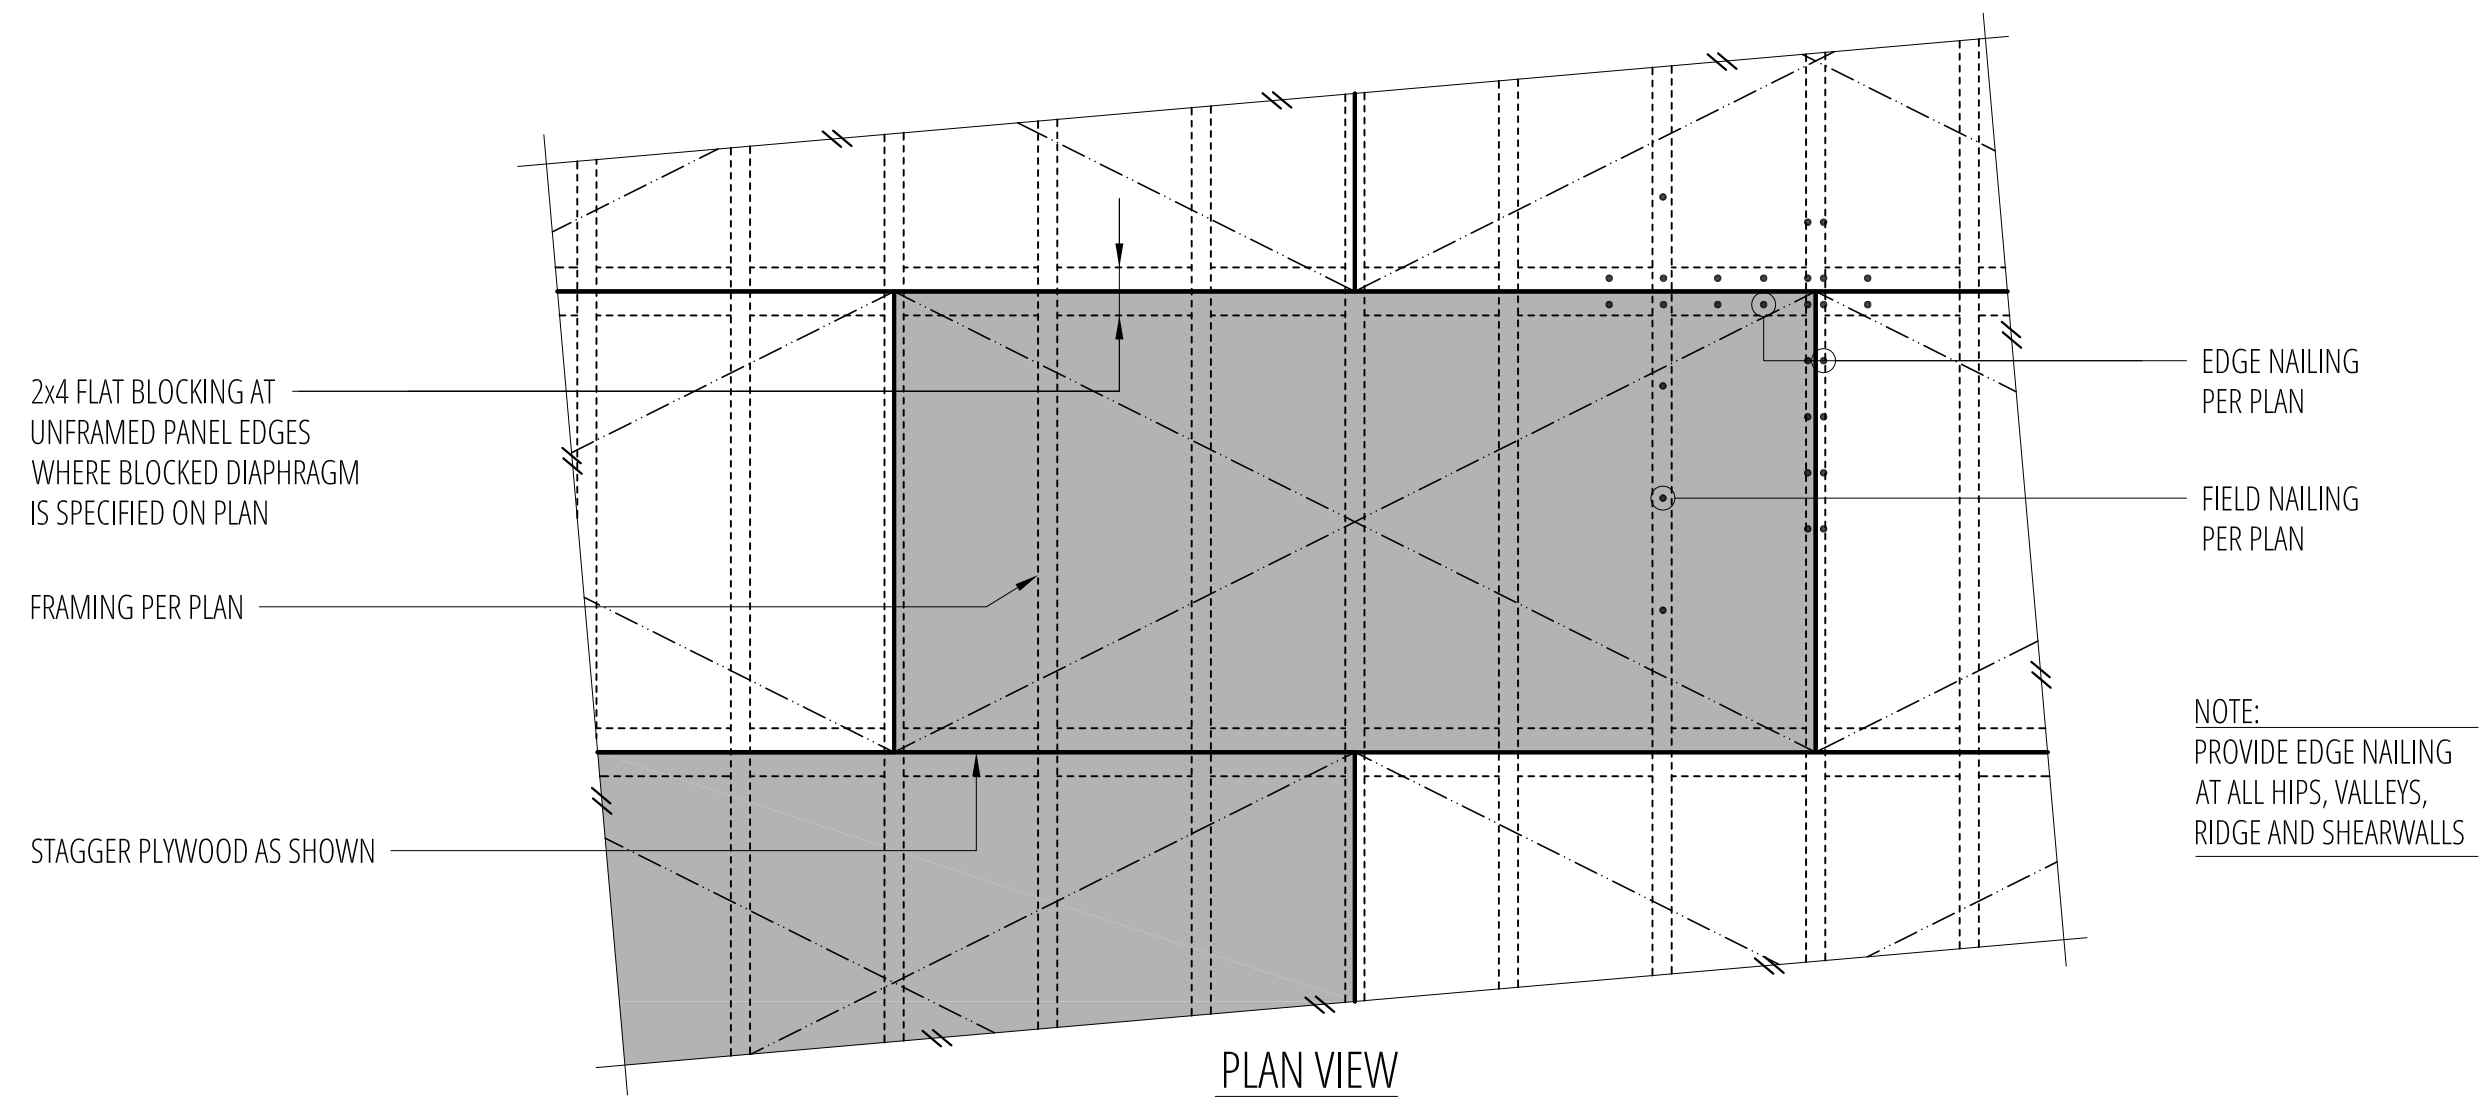 2x4 FLAT BLOCKING AT
UNFRAMED PANEL EDGES
WHERE BLOCKED DIAPHRAGM
IS SPECIFIED ON PLAN
FRAMING PER PLAN
STAGGER PLYWOOD AS SHOWN
EDGE NAILING
PER PLAN
FIELD NAILING
PER PLAN
NOTE:
PROVIDE EDGE NAILING
AT ALL HIPS, VALLEYS,
RIDGE AND SHEARWALLS
PLAN VIEW